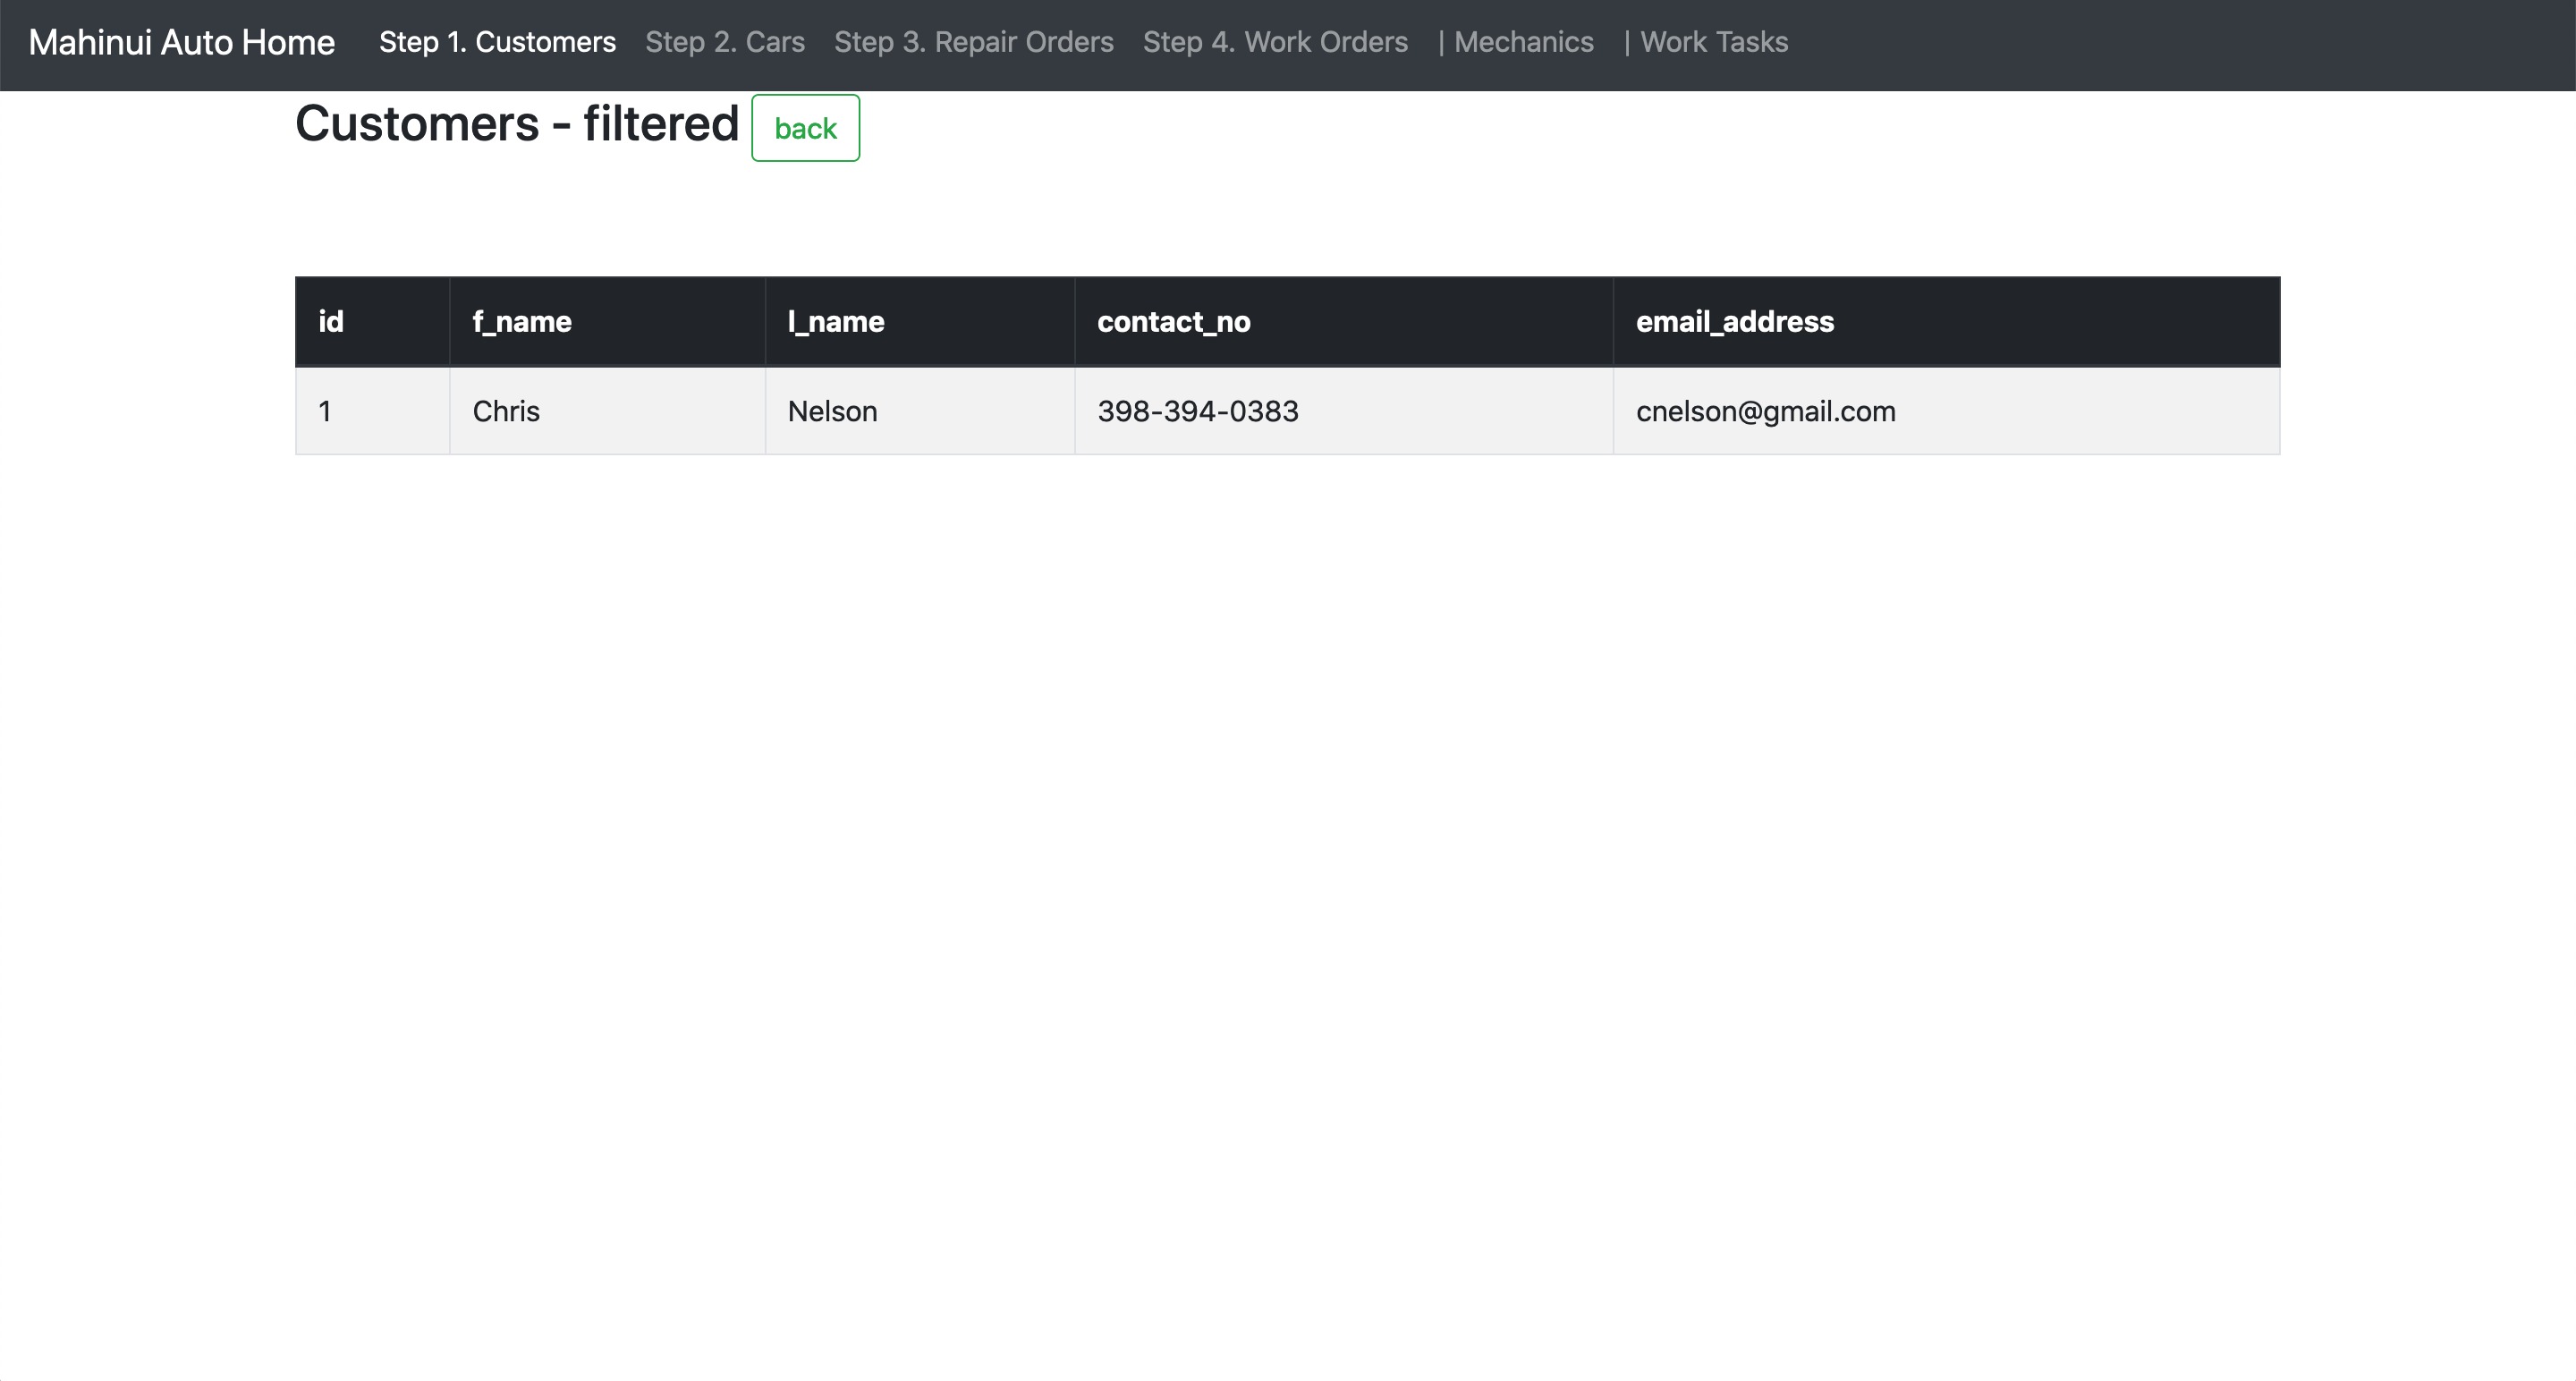 Mahinui Auto Home Step 1. Customers Step 2. Cars Step 3. Repair Orders Step 4. Work Orders | Mechanics | Work Tasks
Customers - filtered back
id f_name l_name contact_no email_address
1 Chris Nelson 398-394-0383 cnelson@gmail.com